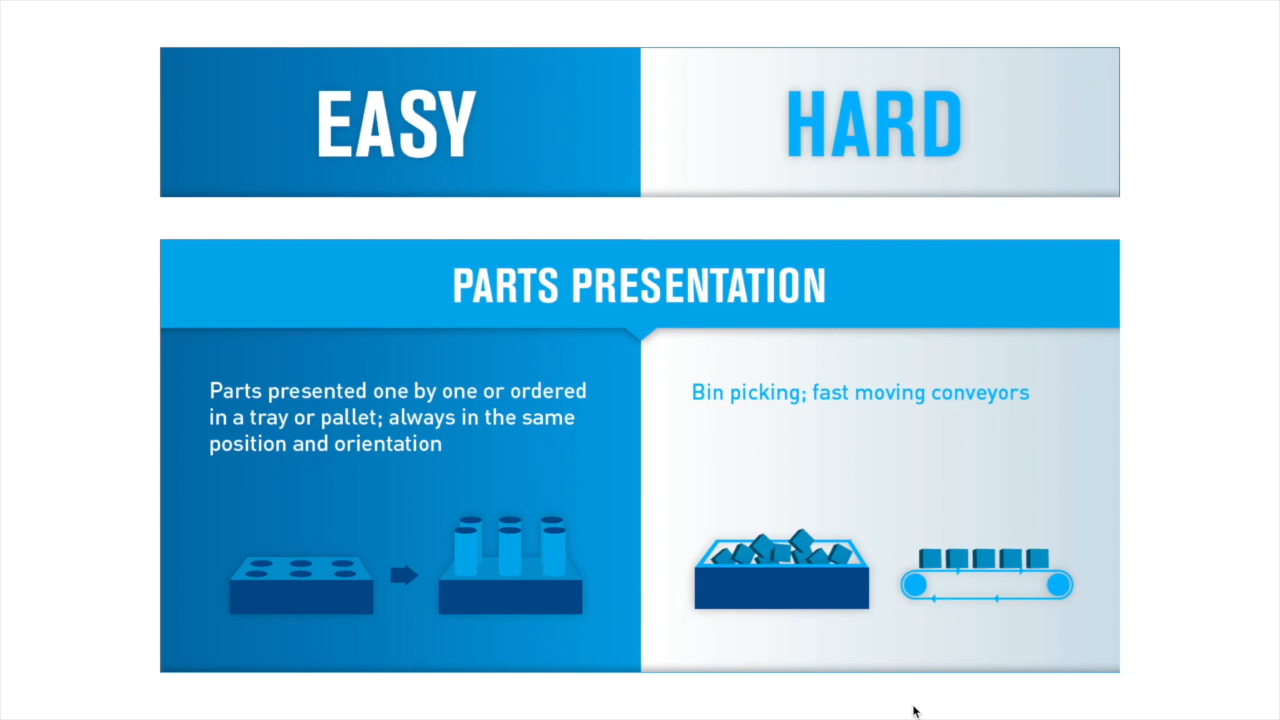 EASY
HARD
PARTS PRESENTATION
Parts presented one by one or ordered
in a tray or pallet; always in the same
position and orientation
Bin picking; fast moving conveyors